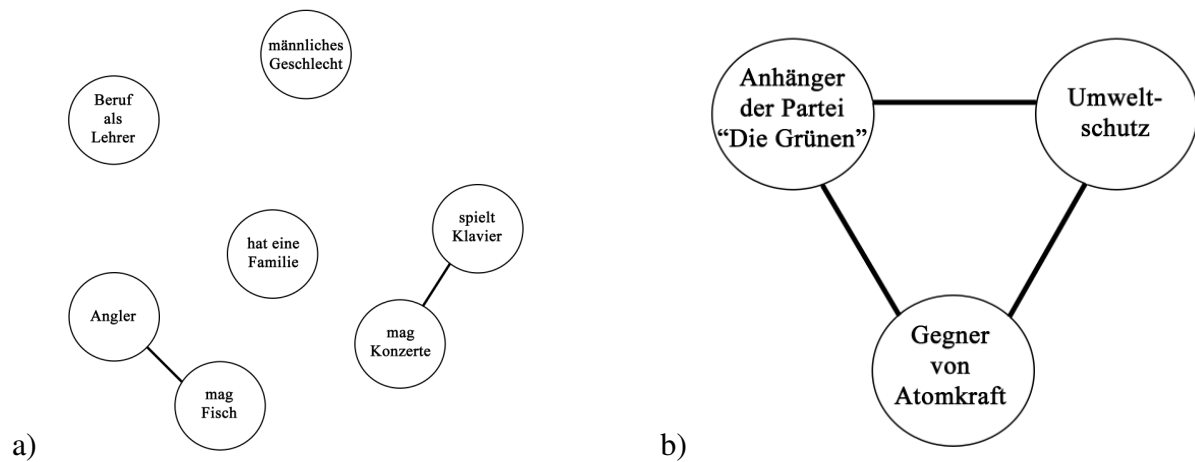 männliches
Geschlecht
Beruf
als
Lehrer
spielt
Klavier
hat eine
Familie
Angler
mag
Konzerte
mag
Fisch
a)
Anhänger
der Partei
“Die Grünen”
Umwelt-
schutz
Gegner
von
Atomkraft
b)